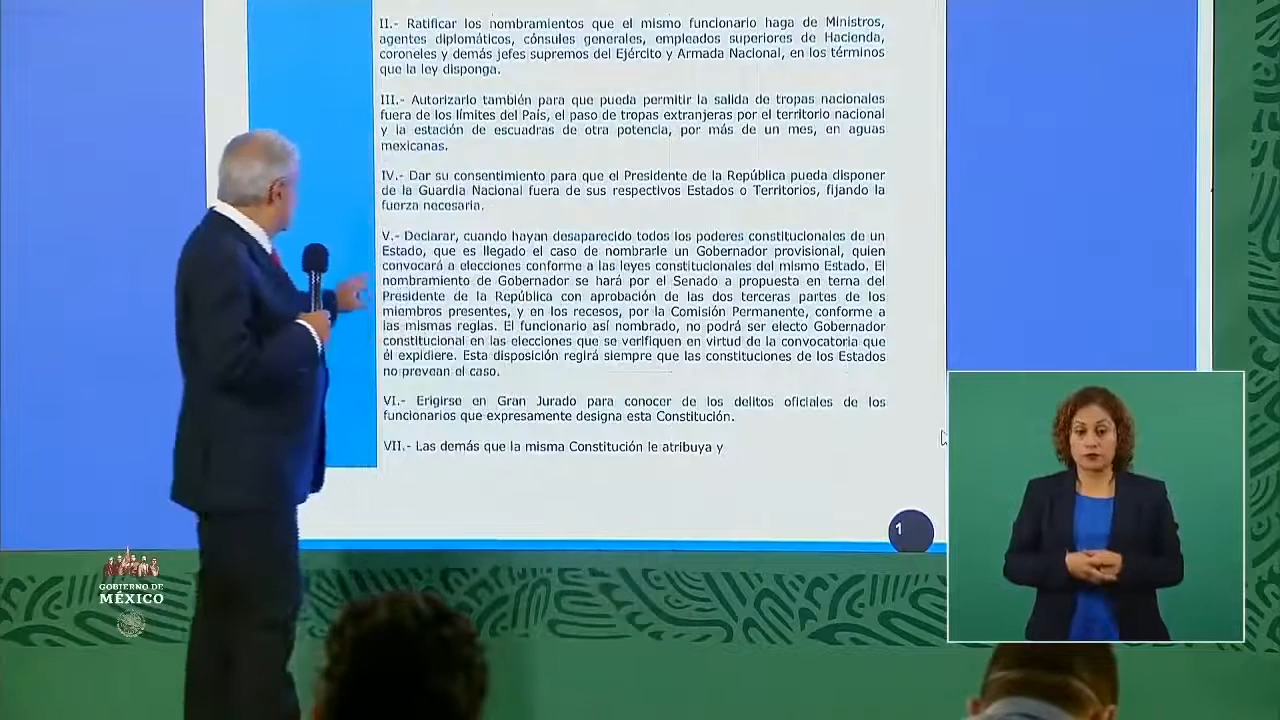 II.- Ratificar los nombramientos que el mismo funcionario haga de Ministros,
agentes diplomáticos, cónsules generales, empleados superiores de Hacienda,
coroneles y demás jefes supremos del Ejército y Armada Nacional, en los términos
que la ley disponga.
III.- Autorizarlo también para que pueda permitir la salida de tropas nacionales
fuera de los límites del País, el paso de tropas extranjeras por el territorio nacional
y la estación de escuadras de otra potencia, por más de un mes, en aguas
mexicanas.
IV.- Dar su consentimiento para que el Presidente de la República pueda disponer
de la Guardia Nacional fuera de sus respectivos Estados o Territorios, fijando la
fuerza necesaria.
V.- Declarar, cuando hayan desaparecido todos los poderes constitucionales de un
Estado, que es llegado el caso de nombrarle un Gobernador provisional, quien
convocará a elecciones conforme a las leyes constitucionales del mismo Estado. El
nombramiento de Gobernador se hará por el Senado a propuesta en terna del
Presidente de la República con aprobación de las dos terceras partes de los
miembros presentes, y en los recesos, por la Comisión Permanente, conforme a
las mismas reglas. El funcionario así nombrado, no podrá ser electo Gobernador
constitucional en las elecciones que se verifiquen en virtud de la convocatoria que
él expidiere. Esta disposición regirá siempre que las constituciones de los Estados
no prevean el caso.
VI.- Erigirse en Gran Jurado para conocer de los delitos oficiales de los
funcionarios que expresamente designa esta Constitución.
VII.- Las demás que la misma Constitución le atribuya y
1
GOBIERNO DE
MÉXICO